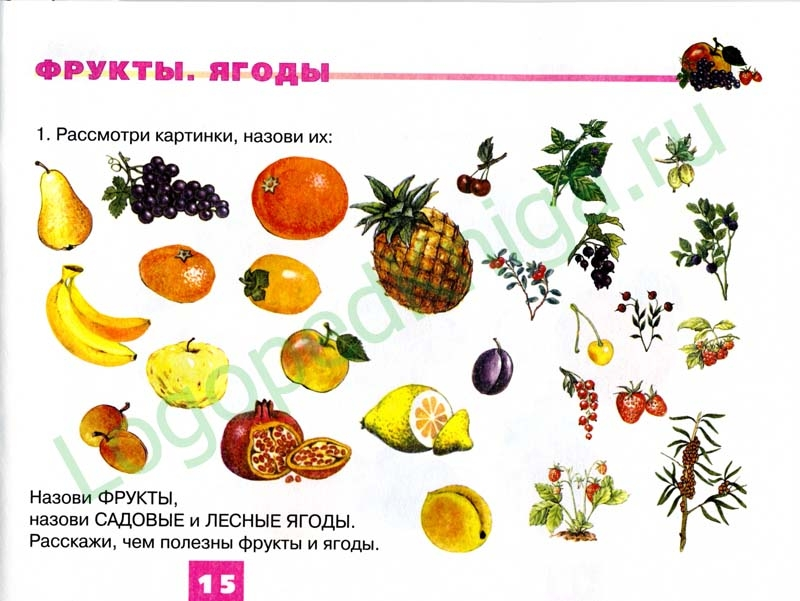 ФРУКТЫ. ЯГОДЫ
1. Рассмотри картинки, назови их:
Logopedkniga.ru
Назови ФРУКТЫ,
назови САДОВЫЕ и ЛЕСНЫЕ ЯГОДЫ.
Расскажи, чем полезны фрукты и ягоды.
15